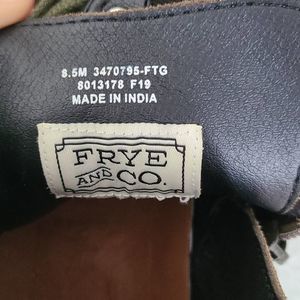 8.5M 3470795-FTG
8013178 F19
MADE IN INDIA
FRYE
AND CO.